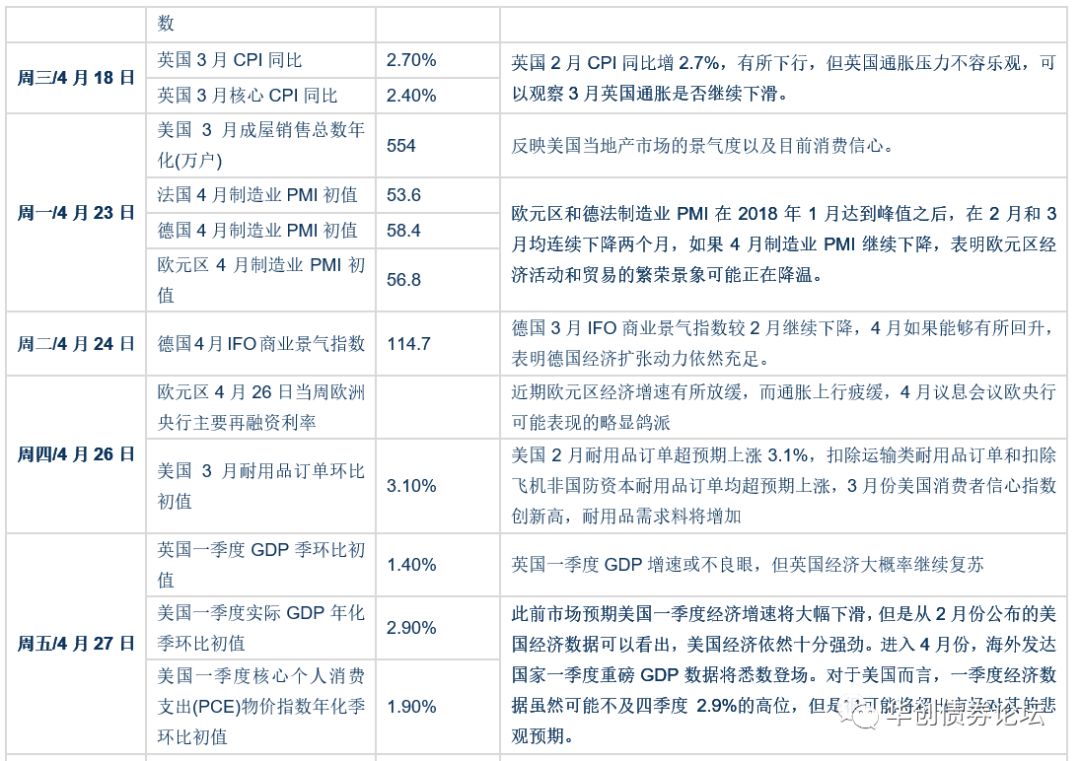 数
周三/4 月 18 日
英国 3 月 CPI 同比
2.70%
英国 3 月核心 CPI 同比
2.40%
英国 2 月 CPI 同比增 2.7%，有所下行，但英国通胀压力不容乐观，可
以观察 3 月英国通胀是否继续下滑。
周一/4 月 23 日
美国 3 月成屋销售总数年
化(万户)
554
反映美国当地产市场的景气度以及目前消费信心。
法国 4 月制造业 PMI 初值
53.6
德国 4 月制造业 PMI 初值
58.4
欧元区 4 月制造业 PMI 初
值
56.8
欧元区和德法制造业 PMI 在 2018 年 1 月达到峰值之后，在 2 月和 3
月均连续下降两个月，如果 4 月制造业 PMI 继续下降，表明欧元区经
济活动和贸易的繁荣景象可能正在降温。
周二/4 月 24 日
德国4月IFO商业景气指数
114.7
德国 3 月 IFO 商业景气指数较 2 月继续下降，4 月如果能够有所回升，
表明德国经济扩张动力依然充足。
周四/4 月 26 日
欧元区 4 月 26 日当周欧洲
央行主要再融资利率
近期欧元区经济增速有所放缓，而通胀上行疲缓，4 月议息会议欧央行
可能表现的略显鸽派
美国 3 月耐用品订单环比
初值
3.10%
美国 2 月耐用品订单超预期上涨 3.1%，扣除运输类耐用品订单和扣除
飞机非国防资本耐用品订单均超预期上涨，3 月份美国消费者信心指数
创新高，耐用品需求料将增加
周五/4 月 27 日
英国一季度 GDP 季环比初
值
1.40%
英国一季度 GDP 增速或不良眼，但英国经济大概率继续复苏
美国一季度实际 GDP 年化
季环比初值
2.90%
美国一季度核心个人消费
支出(PCE)物价指数年化季
环比初值
1.90%
此前市场预期美国一季度经济增速将大幅下滑，但是从 2 月份公布的美
国经济数据可以看出，美国经济依然十分强劲。进入 4 月份，海外发达
国家一季度重磅 GDP 数据将悉数登场。对于美国而言，一季度经济数
据虽然可能不及四季度 2.9%的高位，但是 可能将 市场对其的悲
观预期。
华创债券论坛